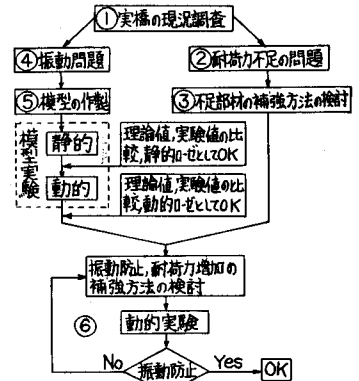 ①実橋の現況調査
④振動問題
②耐荷力不足の問題
⑤模型の作製
③不足部材の補強方法の検討
模型実験
静的
理論値,実験値の比
較,静的ローゼとしてOK
動的
理論値,実験値の比
較,動的ローゼとしてOK
振動防止,耐荷力増加の
補強方法の検討
⑥
動的実験
No
振動防止
Yes
OK